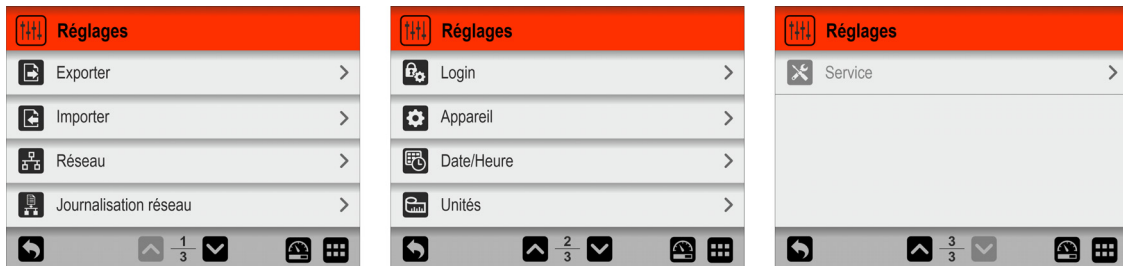 Réglages
Exporter
Importer
Réseau
Journalisation réseau
1
3
Réglages
Login
Appareil
Date/Heure
Unités
2
3
Réglages
Service
3
3